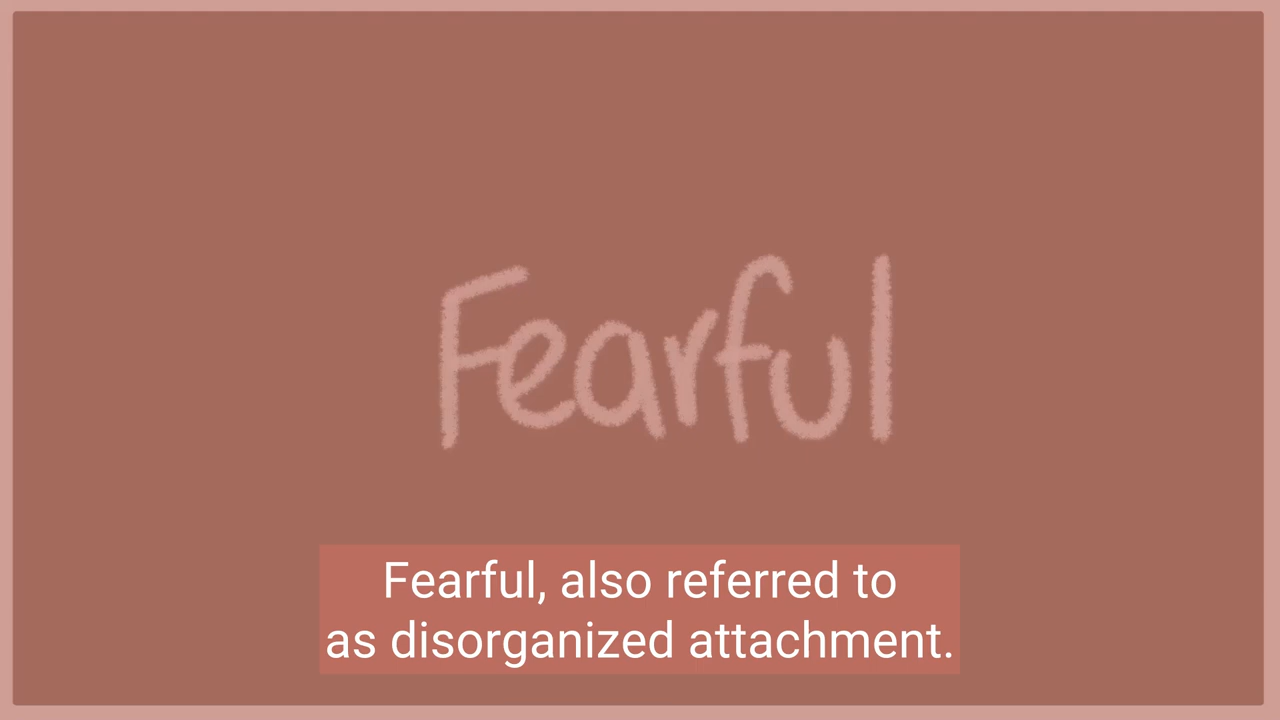 Fearful
Fearful, also referred to
as disorganized attachment.